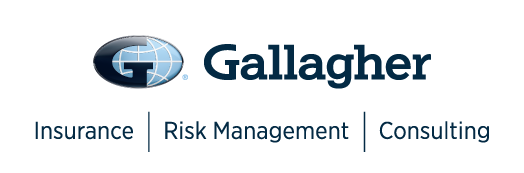 G® Gallagher
Insurance | Risk Management | Consulting